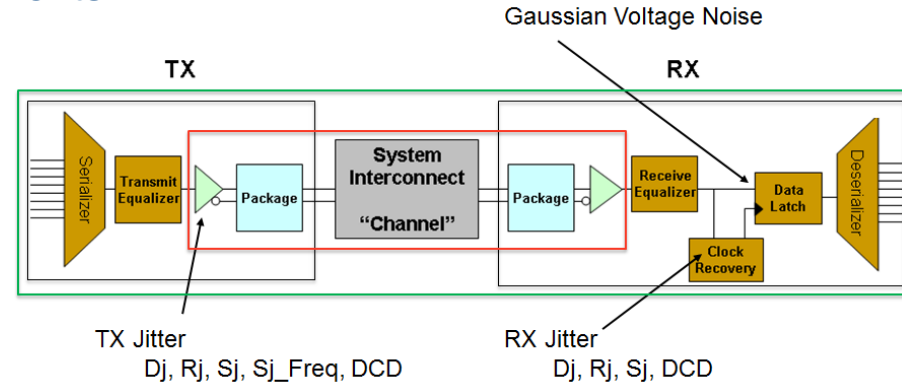 Gaussian Voltage Noise
TX
RX
Serializer
Transmit
Equalizer
Package
System
Interconnect
“Channel”
Package
Receive
Equalizer
Data
Latch
Clock
Recovery
Deserializer
TX Jitter
Dj, Rj, Sj, Sj_Freq, DCD
RX Jitter
Dj, Rj, Sj, DCD